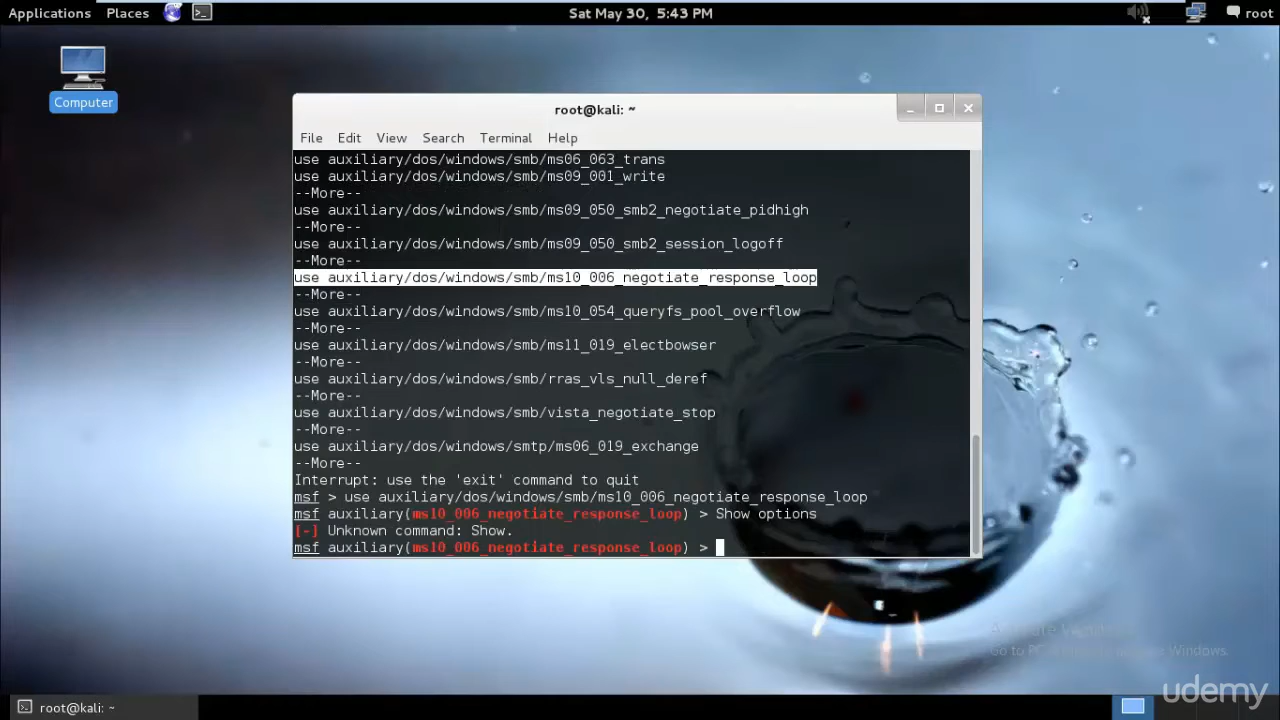 Applications Places Sat May 30, 5:43 PM root
Computer
root@kali: ~
File Edit View Search Terminal Help
use auxiliary/dos/windows/smb/ms06_063_trans
use auxiliary/dos/windows/smb/ms09_001_write
--More--
use auxiliary/dos/windows/smb/ms09_050_smb2_negotiate_pidhigh
--More--
use auxiliary/dos/windows/smb/ms09_050_smb2_session_logoff
--More--
use auxiliary/dos/windows/smb/ms10_006_negotiate_response_loop
--More--
use auxiliary/dos/windows/smb/ms10_054_queryfs_pool_overflow
--More--
use auxiliary/dos/windows/smb/ms11_019_electbowser
--More--
use auxiliary/dos/windows/smb/rras_vls_null_deref
--More--
use auxiliary/dos/windows/smb/vista_negotiate_stop
--More--
use auxiliary/dos/windows/smtp/ms06_019_exchange
--More--
Interrupt: use the 'exit' command to quit
msf > use auxiliary/dos/windows/smb/ms10_006_negotiate_response_loop
msf auxiliary(ms10_006_negotiate_response_loop) > Show options
[-] Unknown command: Show.
msf auxiliary(ms10_006_negotiate_response_loop) >
Go to PC Windows.
root@kali: ~
udemy